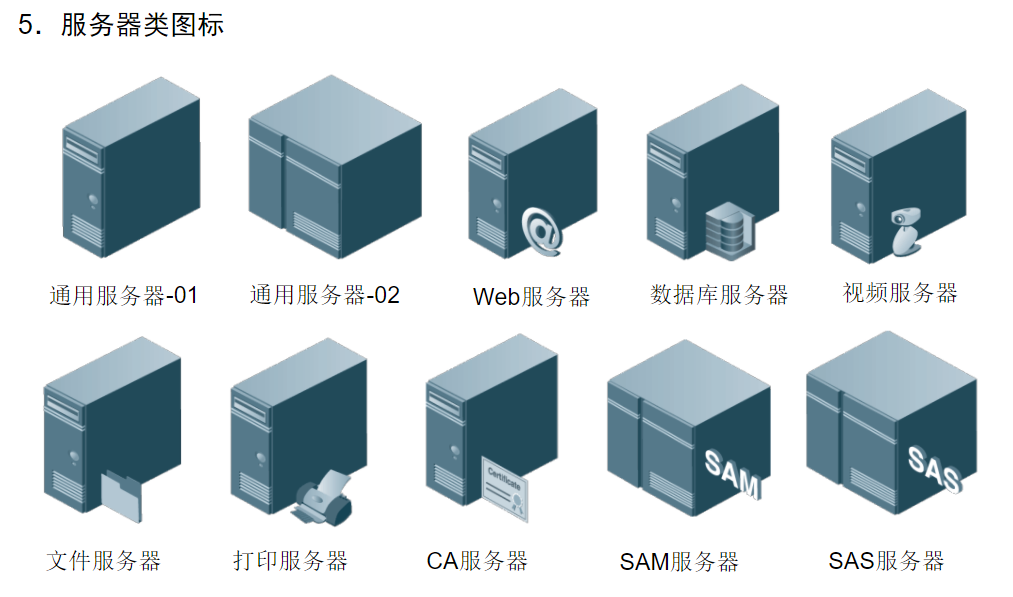 5．服务器类图标
通用服务器-01
通用服务器-02
Web服务器
数据库服务器
视频服务器
文件服务器
打印服务器
Certificate
CA服务器
SAM
SAM服务器
SAS
SAS服务器